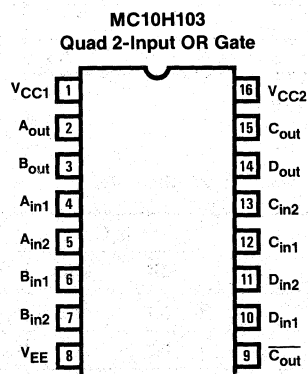 MC10H103
Quad 2-Input OR Gate
VCC1 1 16 VCC2
Aout 2 15 Cout
Bout 3 14 Dout
Ain1 4 13 Cin2
Ain2 5 12 Cin1
Bin1 6 11 Din2
Bin2 7 10 Din1
VEE 8 9 C̅o̅u̅t̅